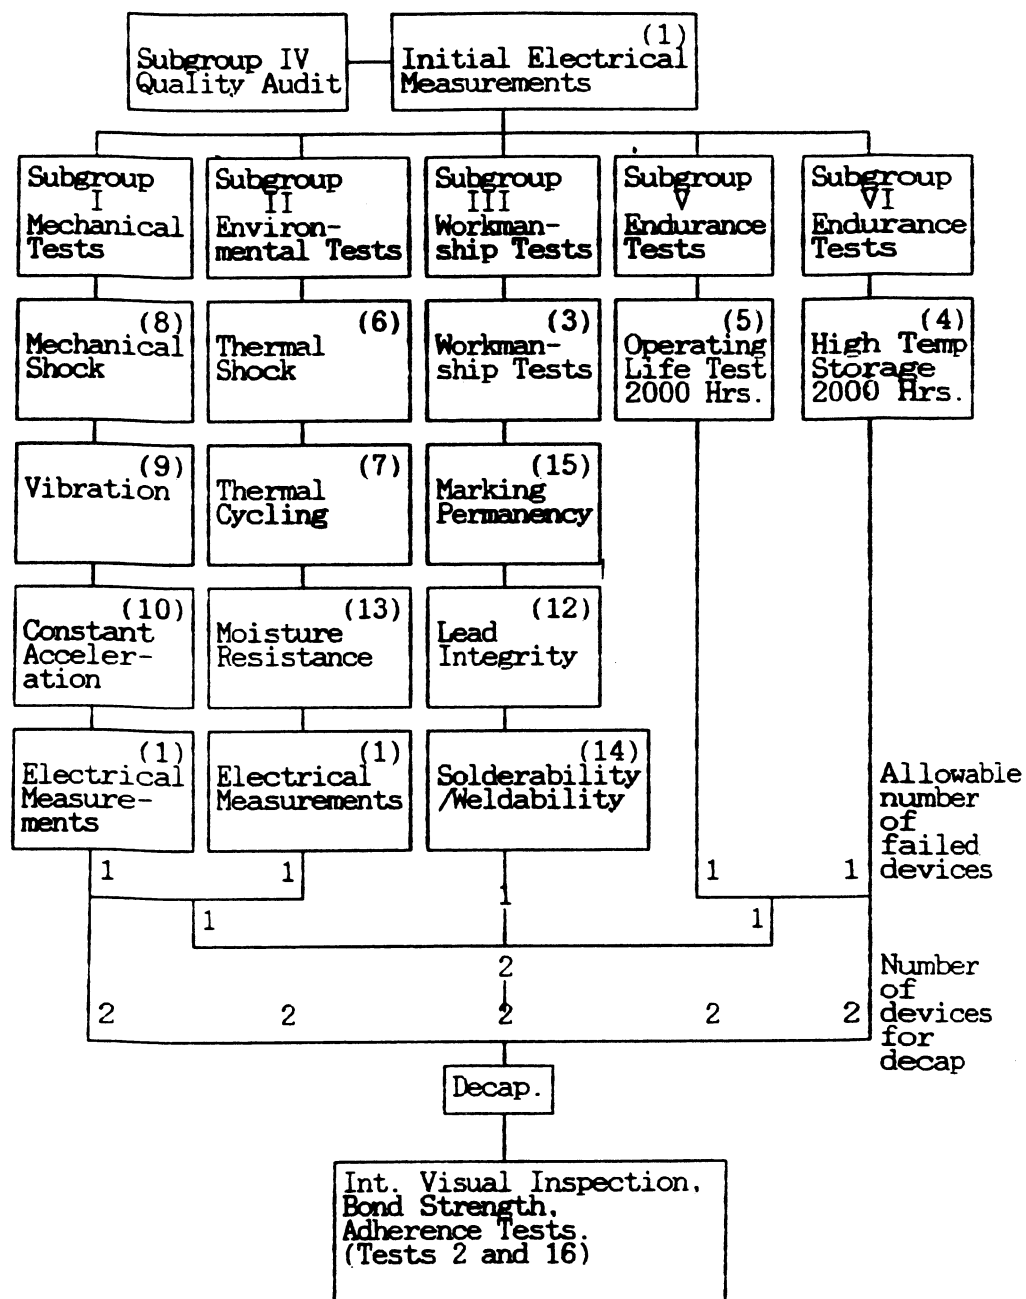 Subgroup IV
Quality Audit
(1)
Initial Electrical
Measurements
Subgroup
I
Mechanical
Tests
Subgroup
II
Environ-
mental Tests
Subgroup
III
Workman-
ship Tests
Subgroup
V
Endurance
Tests
Subgroup
VI
Endurance
Tests
(8)
Mechanical
Shock
(6)
Thermal
Shock
(3)
Workman-
ship Tests
(5)
Operating
Life Test
2000 Hrs.
(4)
High Temp
Storage
2000 Hrs.
(9)
Vibration
(7)
Thermal
Cycling
(15)
Marking
Permanency
(10)
Constant
Acceler-
ation
(13)
Moisture
Resistance
(12)
Lead
Integrity
(1)
Electrical
Measure-
ments
(1)
Electrical
Measurements
(14)
Solderability
/Weldability
Allowable
number
of
failed
devices
1 1 1 1 1
1 1
2
Number
of
devices
for
decap
2 2 2 2 2
Decap.
Int. Visual Inspection,
Bond Strength,
Adherence Tests.
(Tests 2 and 16)